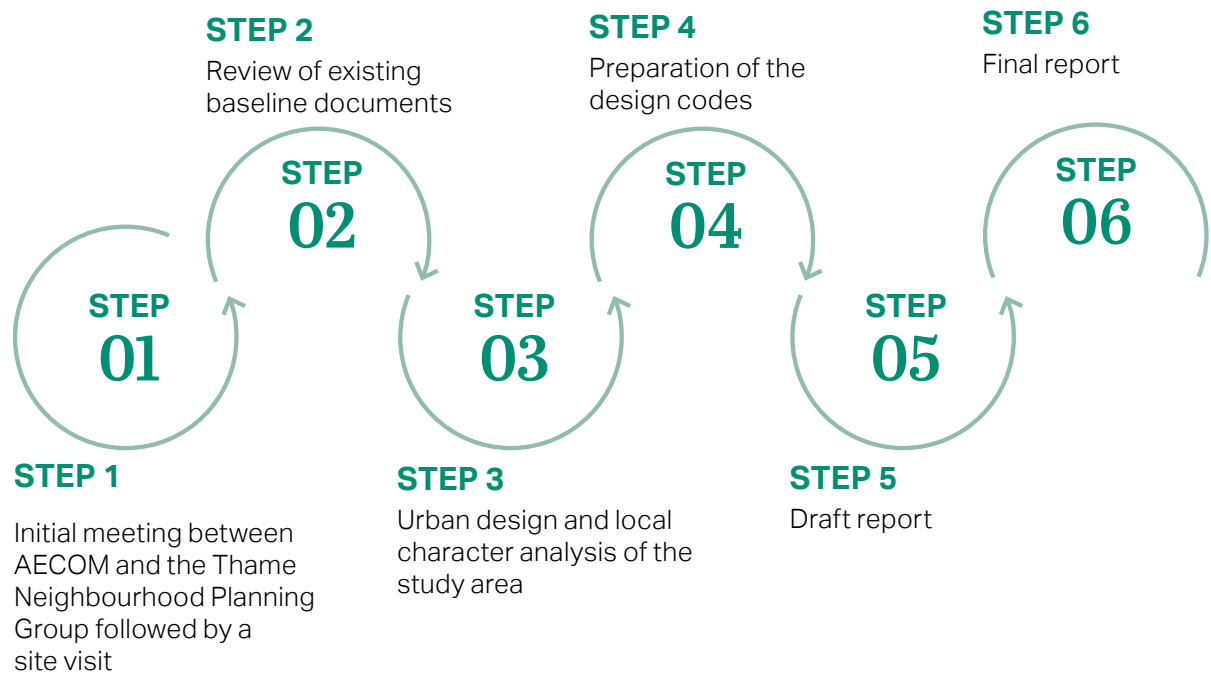 STEP 2
Review of existing
baseline documents
STEP 4
Preparation of the
design codes
STEP 6
Final report
STEP
02
STEP
04
STEP
06
STEP
01
STEP
03
STEP
05
STEP 1
Initial meeting between
AECOM and the Thame
Neighbourhood Planning
Group followed by a
site visit
STEP 3
Urban design and local
character analysis of the
study area
STEP 5
Draft report